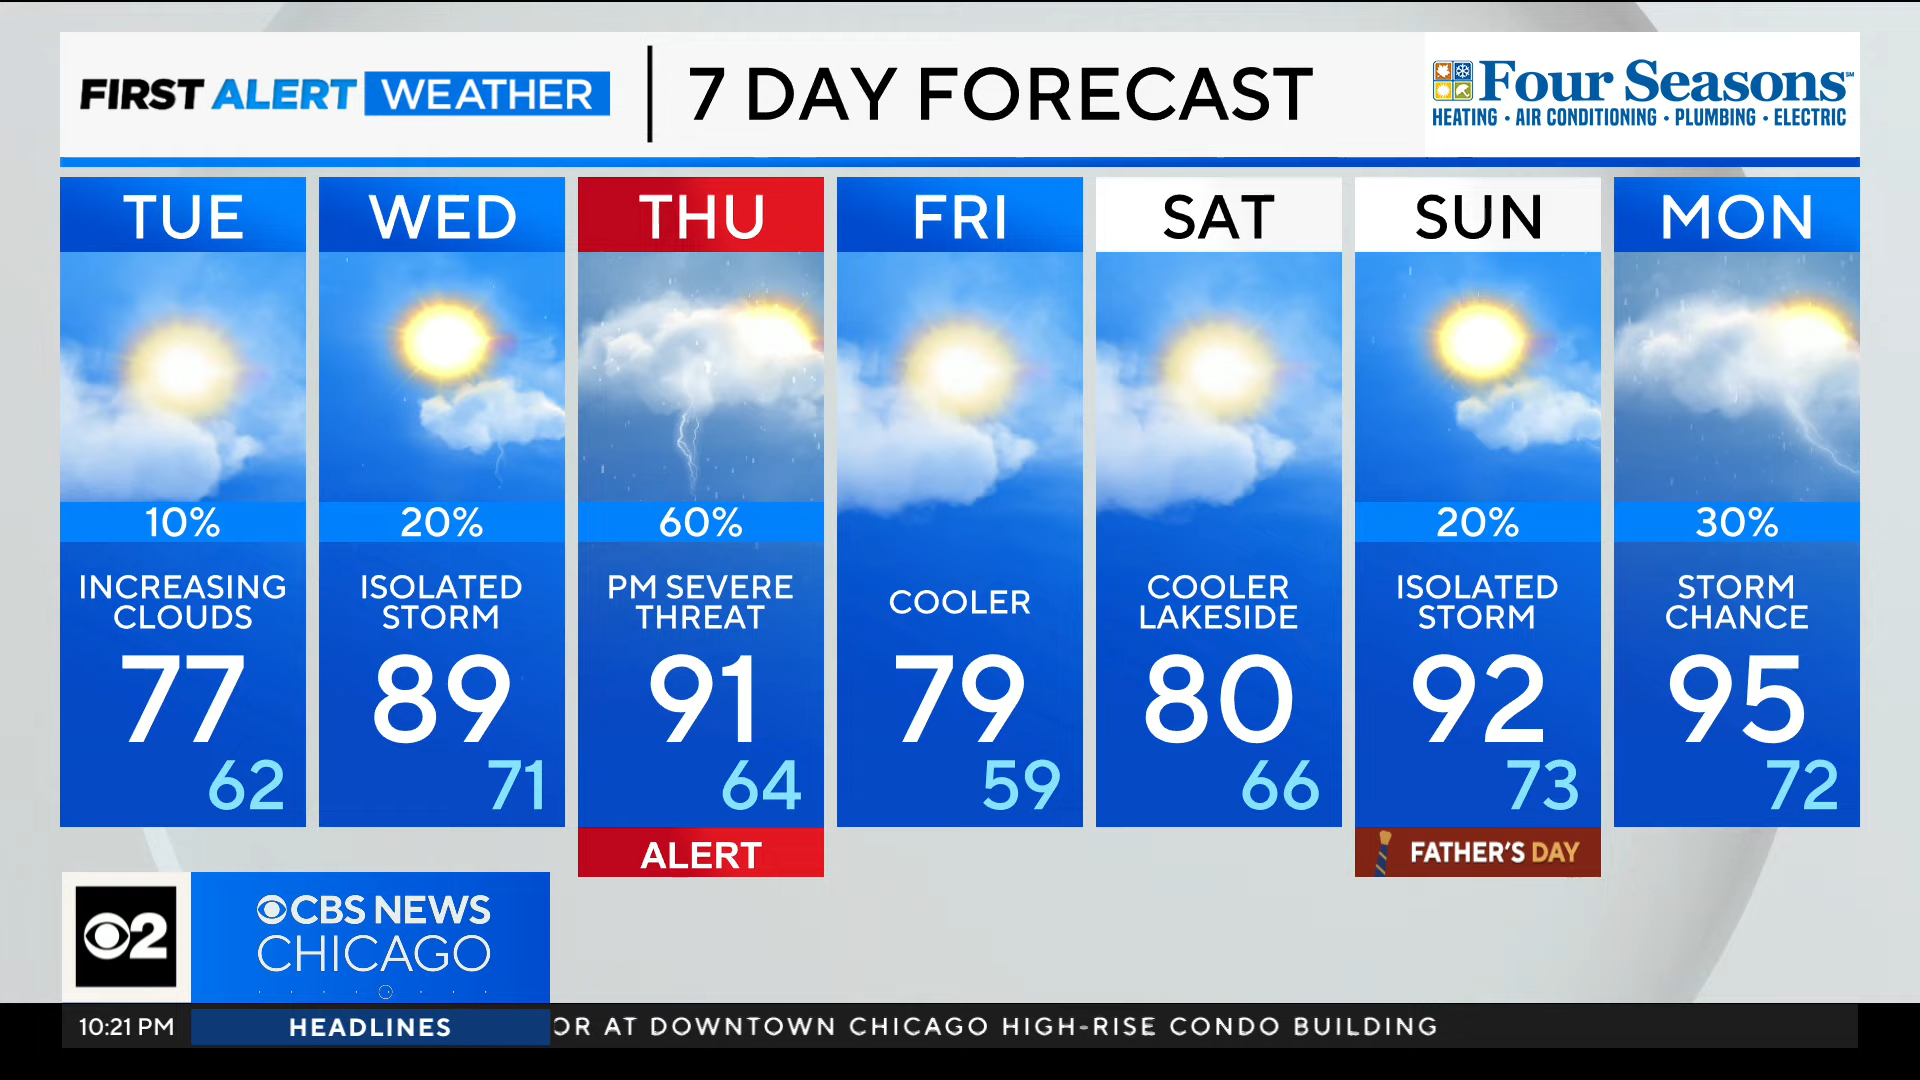 FIRST ALERT WEATHER
7 DAY FORECAST
Four Seasons℠
HEATING · AIR CONDITIONING · PLUMBING · ELECTRIC
TUE
10%
INCREASING
CLOUDS
77
62
WED
20%
ISOLATED
STORM
89
71
THU
60%
PM SEVERE
THREAT
91
64
ALERT
FRI
COOLER
79
59
SAT
COOLER
LAKESIDE
80
66
SUN
20%
ISOLATED
STORM
92
73
FATHER'S DAY
MON
30%
STORM
CHANCE
95
72
2
CBS NEWS
CHICAGO
10:21 PM
HEADLINES
OR AT DOWNTOWN CHICAGO HIGH-RISE CONDO BUILDING